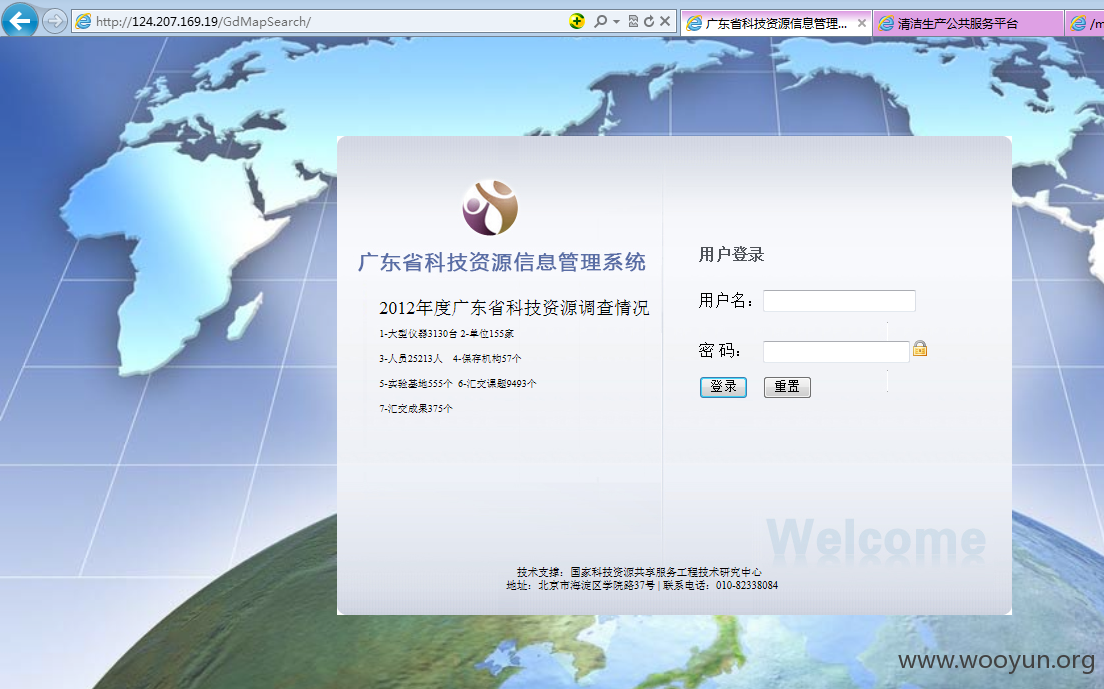 http://124.207.169.19/GdMapSearch/
广东省科技资源信息管理...
清洁生产公共服务平台
/m
广东省科技资源信息管理系统
2012年度广东省科技资源调查情况
1-大型仪器3130台 2-单位155家
3-人员25213人 4-保存机构57个
5-实验基地555个 6-汇交课题9493个
7-汇交成果375个
用户登录
用户名：
密 码：
登录 重置
Welcome
技术支撑：国家科技资源共享服务工程技术研究中心
地址：北京市海淀区学院路37号 | 联系电话：010-82338084
www.wooyun.org